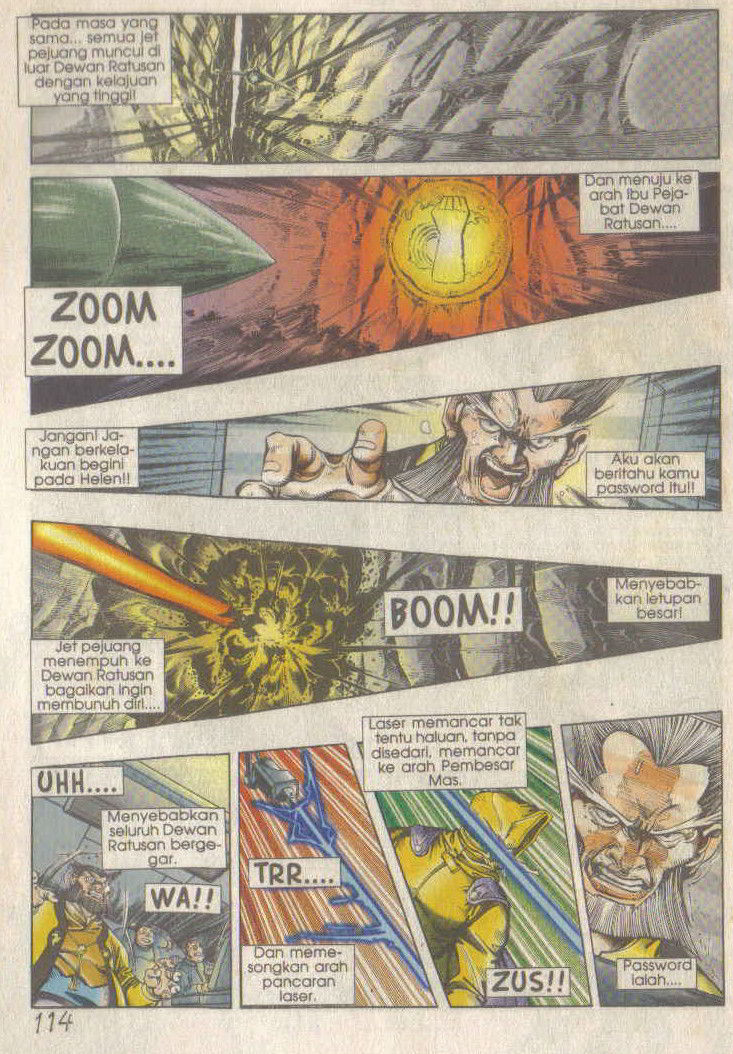 Pada masa yang
sama... semua jet
pejuang muncul di
luar Dewan Ratusan
dengan kelajuan
yang tinggi!
Dan menuju ke
arah Ibu Peja-
bat Dewan
Ratusan....
ZOOM
ZOOM....
Jangan! Ja-
ngan berkela-
kuan begini
pada Helen!!
Aku akan
beritahu kamu
password itu!!
BOOM!!
Menyebab-
kan letupan
besar!
Jet pejuang
menempuh ke
Dewan Ratusan
bagaikan ingin
membunuh diri....
UHH....
Menyebabkan
seluruh Dewan
Ratusan berge-
gar.
WA!!
TRR....
Dan meme-
songkan arah
pancaran
laser.
Laser memancar tak
tentu haluan, tanpa
disedari, memancar
ke arah Pembesar
Mas.
ZUS!!
Password
ialah....
114